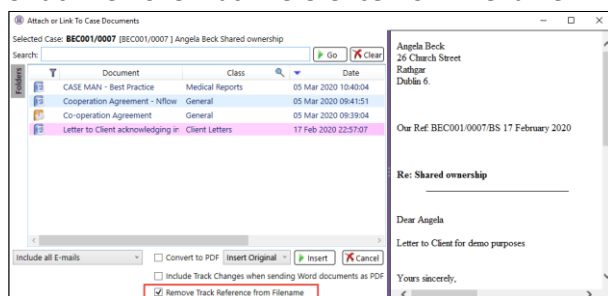 Attach or Link To Case Documents
Selected Case: BEC001/0007 [BEC001/0007 ] Angela Beck Shared ownership
Search: Go Clear
Folders
Document Class Date
CASE MAN - Best Practice Medical Reports 05 Mar 2020 10:40:04
Cooperation Agreement - Nflow General 05 Mar 2020 09:41:51
Co-operation Agreement General 05 Mar 2020 09:39:04
Letter to Client acknowledging in Client Letters 17 Feb 2020 22:57:07
Include all E-mails Convert to PDF Insert Original Insert Cancel
Include Track Changes when sending Word documents as PDF
Remove Track Reference from Filename
Angela Beck
26 Church Street
Rathgar
Dublin 6.
Our Ref: BEC001/0007/BS 17 February 2020
Re: Shared ownership
Dear Angela
Letter to Client for demo purposes
Yours sincerely,